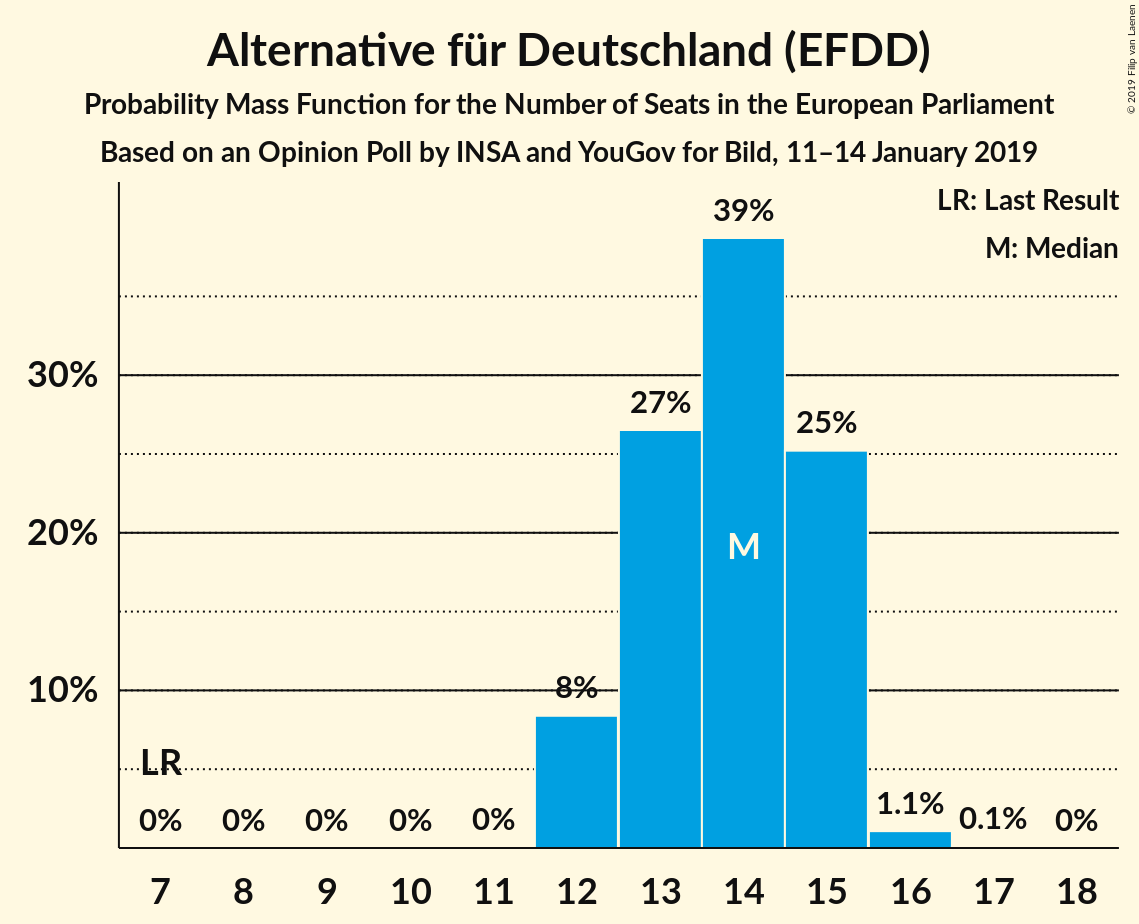 Alternative für Deutschland (EFDD)
Probability Mass Function for the Number of Seats in the European Parliament
Based on an Opinion Poll by INSA and YouGov for Bild, 11–14 January 2019
© 2019 Filip van Laenen
LR: Last Result
M: Median
39%
30%
27%
25%
20%
M
10%
8%
LR
0% 0% 0% 0% 0% 1.1% 0.1% 0%
7 8 9 10 11 12 13 14 15 16 17 18